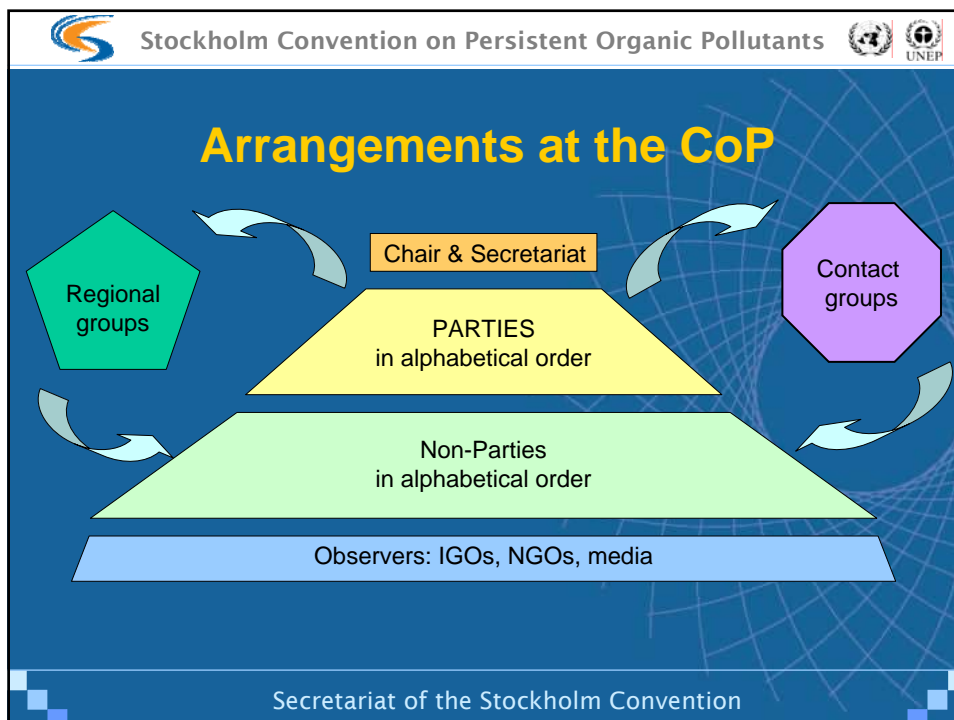 Stockholm Convention on Persistent Organic Pollutants
UNEP
Arrangements at the CoP
Chair & Secretariat
Regional
groups
Contact
groups
PARTIES
in alphabetical order
Non-Parties
in alphabetical order
Observers: IGOs, NGOs, media
Secretariat of the Stockholm Convention